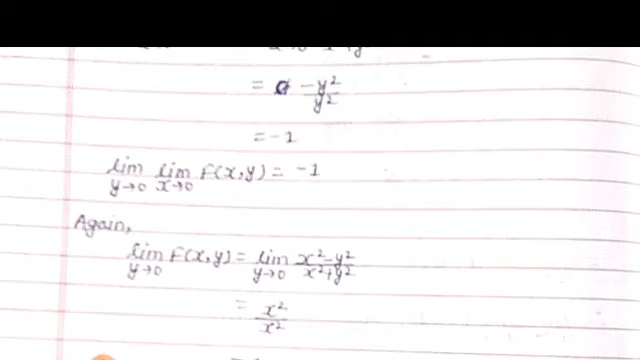 = -y²/y²
= -1
lim y→0 lim x→0 F(x,y) = -1
Again,
lim y→0 F(x,y) = lim y→0 x²-y²/x²+y²
= x²/x²